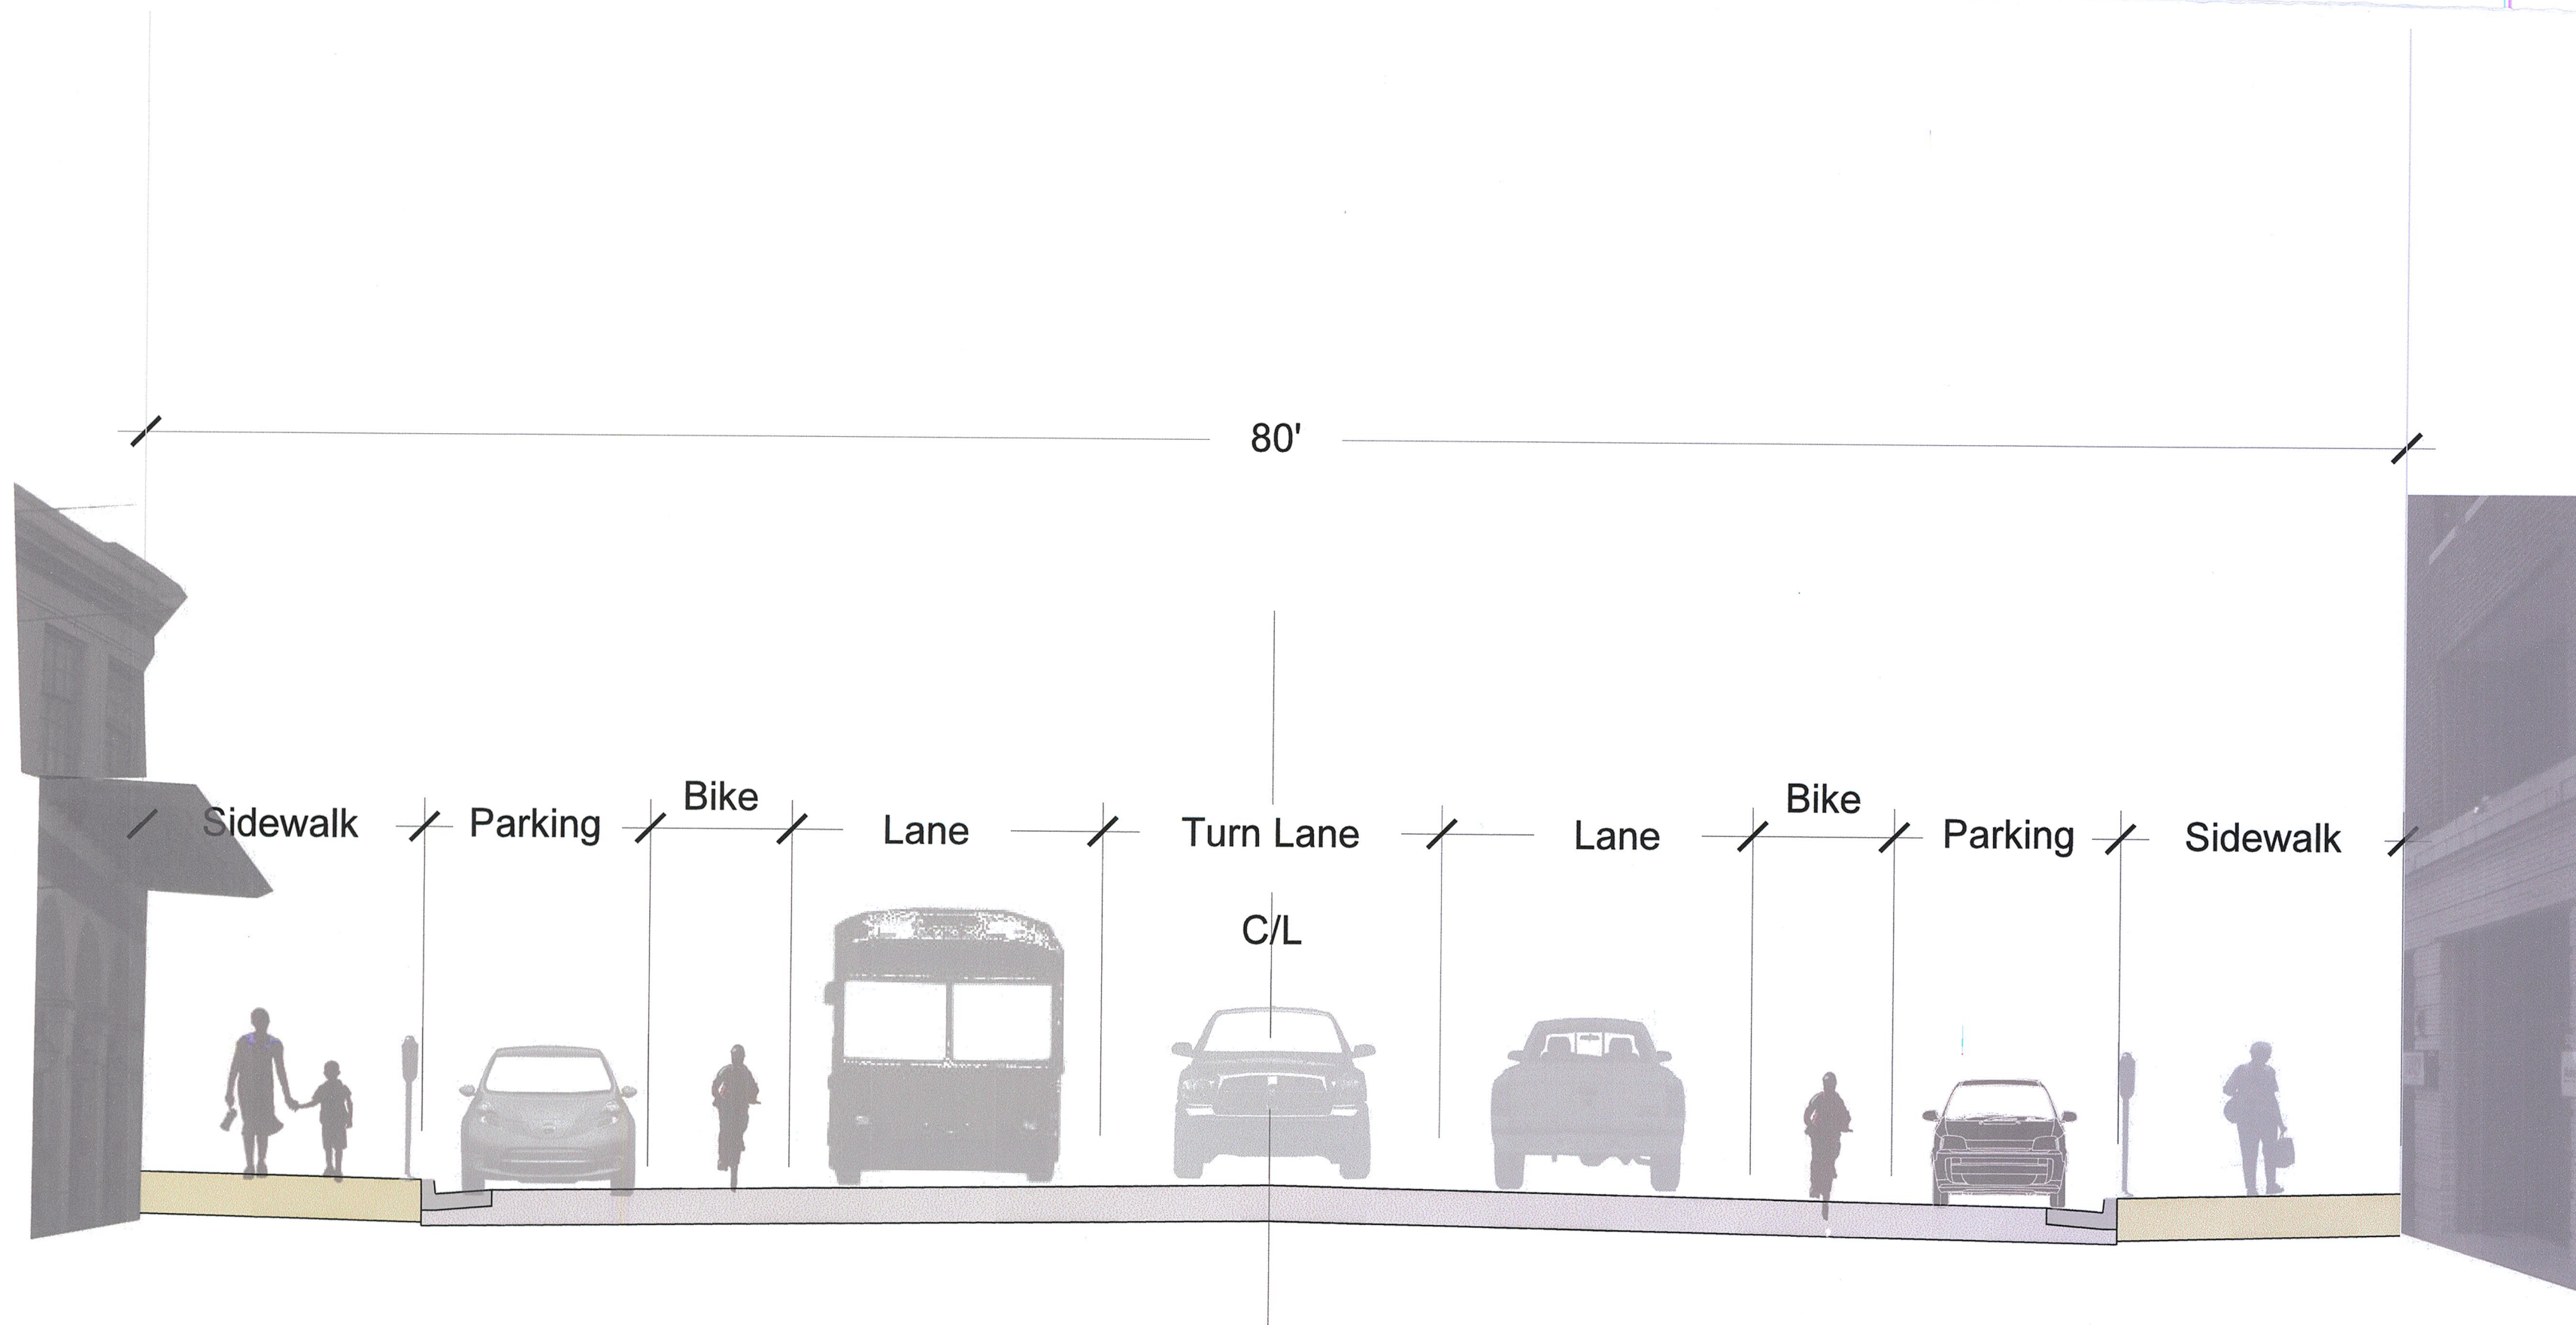 80'
Sidewalk
Parking
Bike
Lane
Turn Lane
Lane
Bike
Parking
Sidewalk
C/L